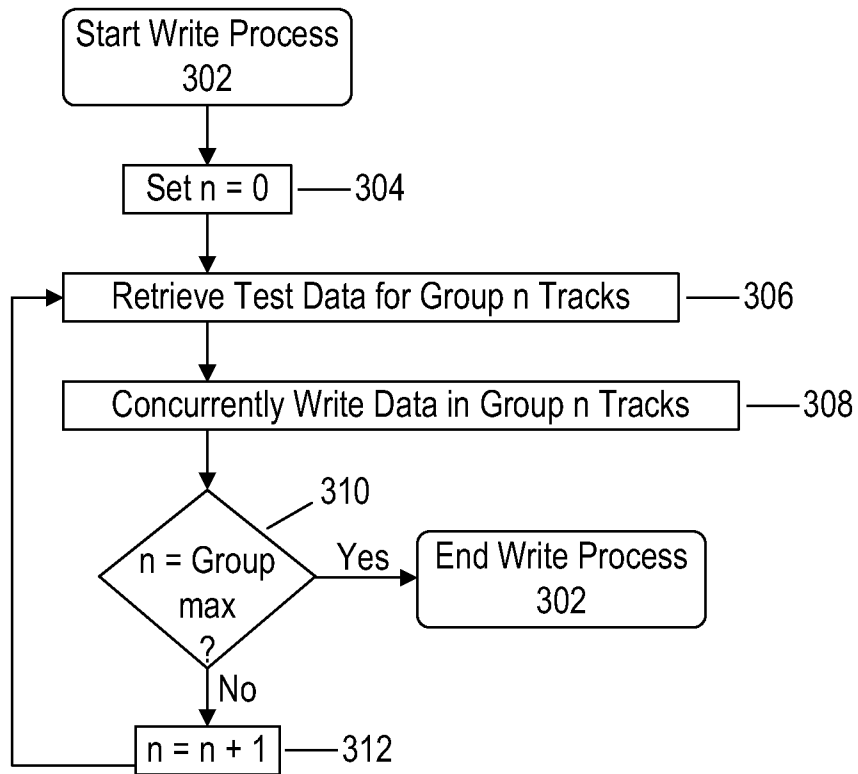 Start Write Process
302
Set n = 0
304
Retrieve Test Data for Group n Tracks
306
Concurrently Write Data in Group n Tracks
308
310
n = Group
max
?
Yes
End Write Process
302
No
n = n + 1
312